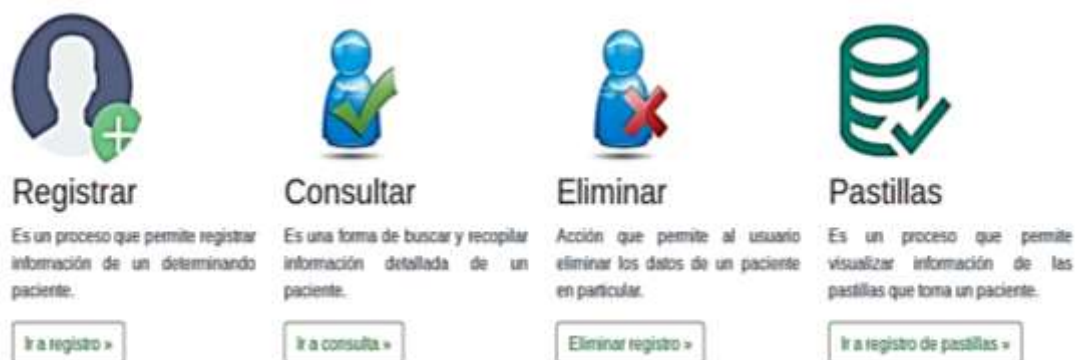 Registrar
Es un proceso que permite registrar
información de un determinando
paciente.
Ir a registro »
Consultar
Es una forma de buscar y recopilar
información detallada de un
paciente.
Ir a consulta »
Eliminar
Acción que permite al usuario
eliminar los datos de un paciente
en particular.
Eliminar registro »
Pastillas
Es un proceso que permite
visualizar información de las
pastillas que toma un paciente.
Ir a registro de pastillas »